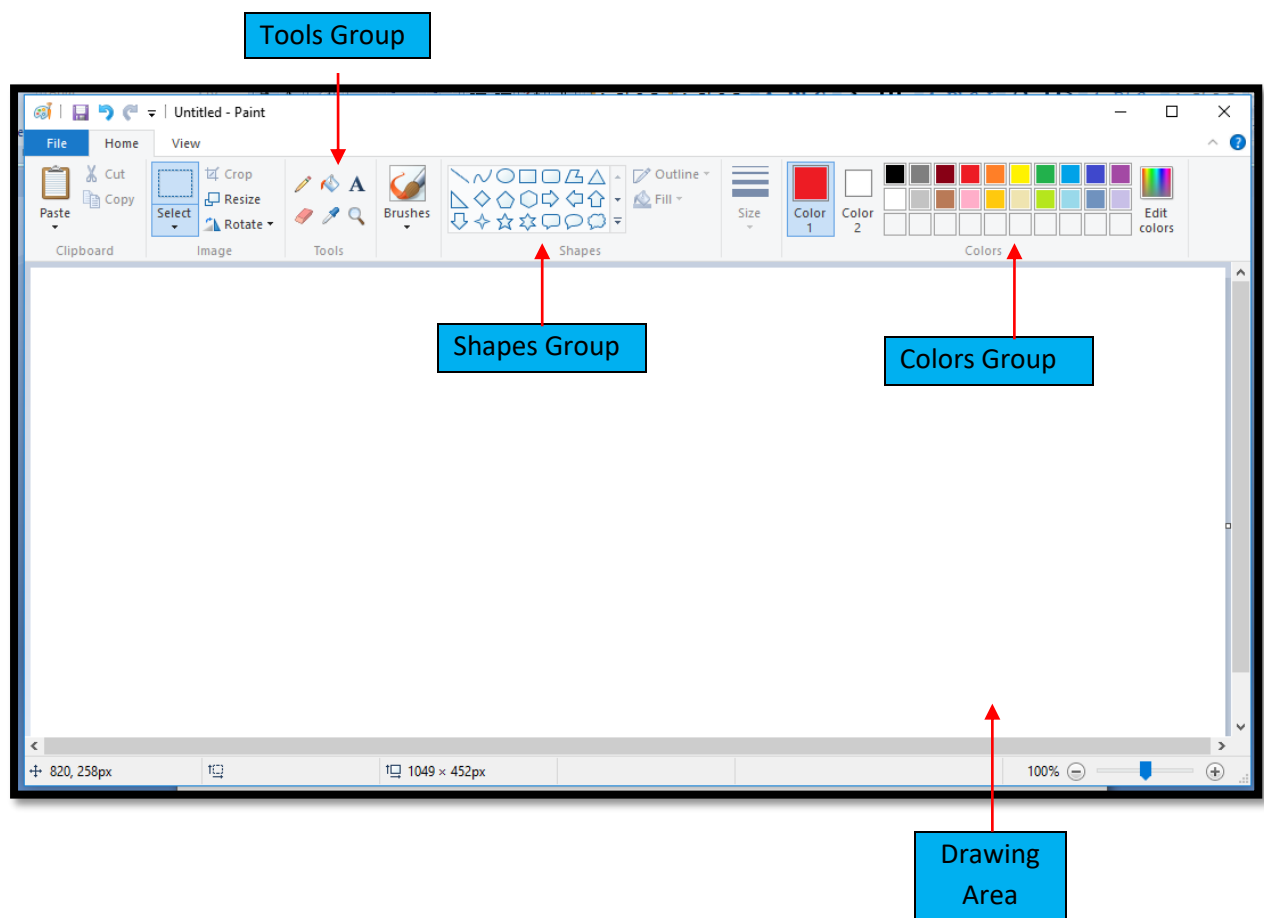 Tools Group
Untitled - Paint
File Home View
Cut
Copy
Paste
Clipboard
Select
Crop
Resize
Rotate
Image
A
Tools
Brushes
Outline
Fill
Shapes
Size
Color
1
Color
2
Edit
colors
Colors
Shapes Group
Colors Group
820, 258px
1049 × 452px
100%
Drawing
Area